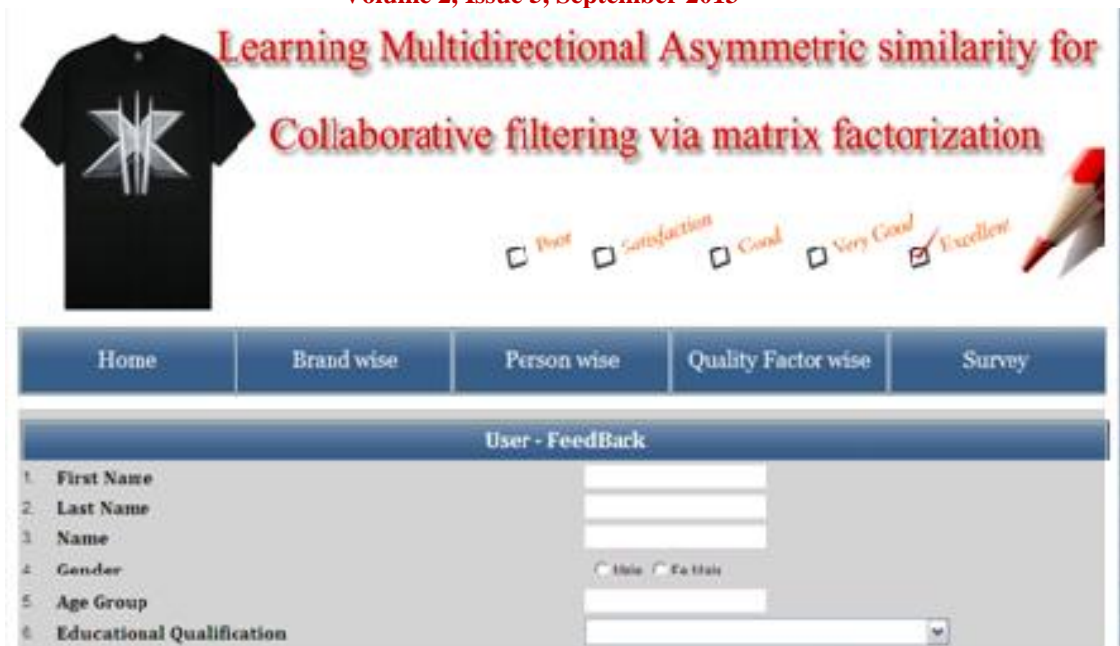 Volume 2, Issue 5, September 2013
Learning Multidirectional Asymmetric similarity for
Collaborative filtering via matrix factorization
Poor Satisfaction Good Very Good Excellent
Home Brand wise Person wise Quality Factor wise Survey
User - FeedBack
1. First Name
2. Last Name
3. Name
4. Gender Male Fe Male
5. Age Group
6. Educational Qualification